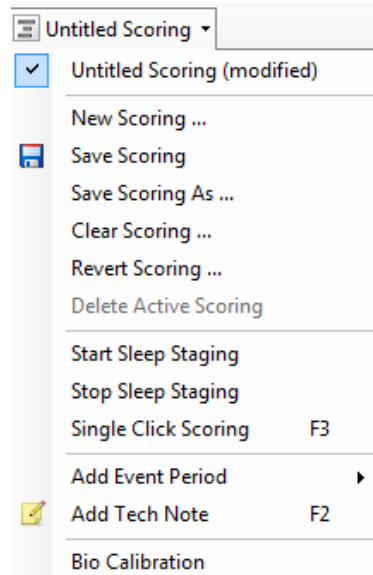 Untitled Scoring
Untitled Scoring (modified)
New Scoring ...
Save Scoring
Save Scoring As ...
Clear Scoring ...
Revert Scoring ...
Delete Active Scoring
Start Sleep Staging
Stop Sleep Staging
Single Click Scoring F3
Add Event Period
Add Tech Note F2
Bio Calibration